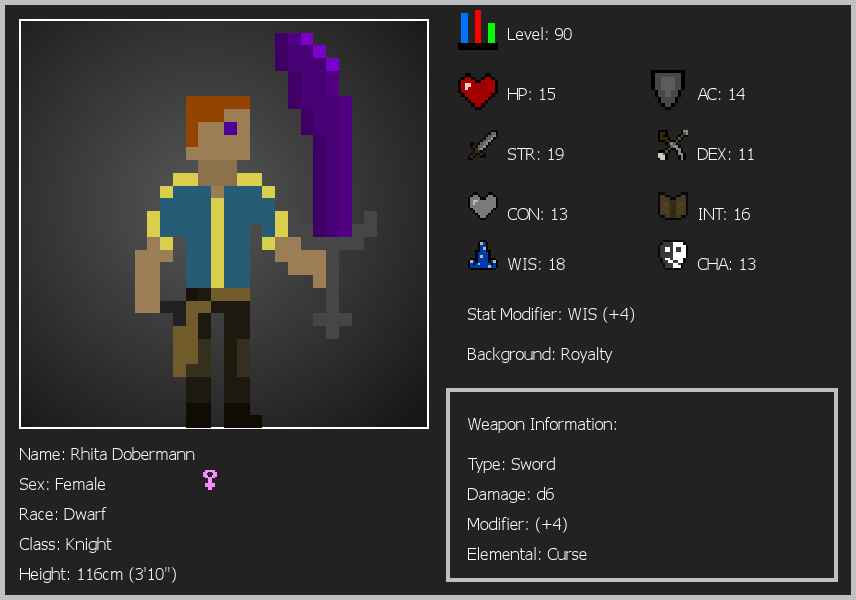 Level: 90
HP: 15
AC: 14
STR: 19
DEX: 11
CON: 13
INT: 16
WIS: 18
CHA: 13
Stat Modifier: WIS (+4)
Background: Royalty
Name: Rhita Dobermann
Sex: Female
Race: Dwarf
Class: Knight
Height: 116cm (3'10")
Weapon Information:
Type: Sword
Damage: d6
Modifier: (+4)
Elemental: Curse